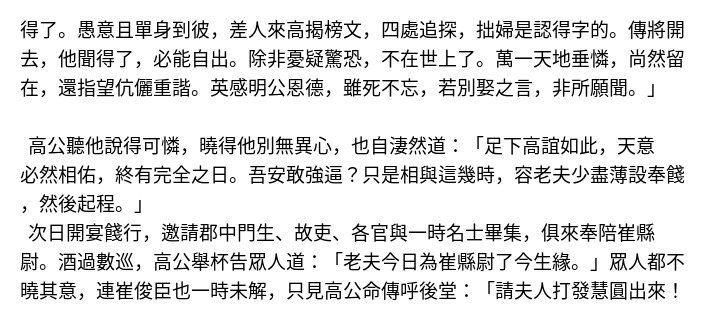 得了。愚意且單身到彼，差人來高揭榜文，四處追探，拙婦是認得字的。傳將開
去，他聞得了，必能自出。除非憂疑驚恐，不在世上了。萬一天地垂憐，尚然留
在，還指望伉儷重諧。英感明公恩德，雖死不忘，若別娶之言，非所願聞。」
高公聽他說得可憐，曉得他別無異心，也自淒然道：「足下高誼如此，天意
必然相佑，終有完全之日。吾安敢強逼？只是相與這幾時，容老夫少盡薄設奉餞
，然後起程。」
次日開宴餞行，邀請郡中門生、故吏、各官與一時名士畢集，俱來奉陪崔縣
尉。酒過數巡，高公舉杯告眾人道：「老夫今日為崔縣尉了今生緣。」眾人都不
曉其意，連崔俊臣也一時未解，只見高公命傳呼後堂：「請夫人打發慧圓出來！